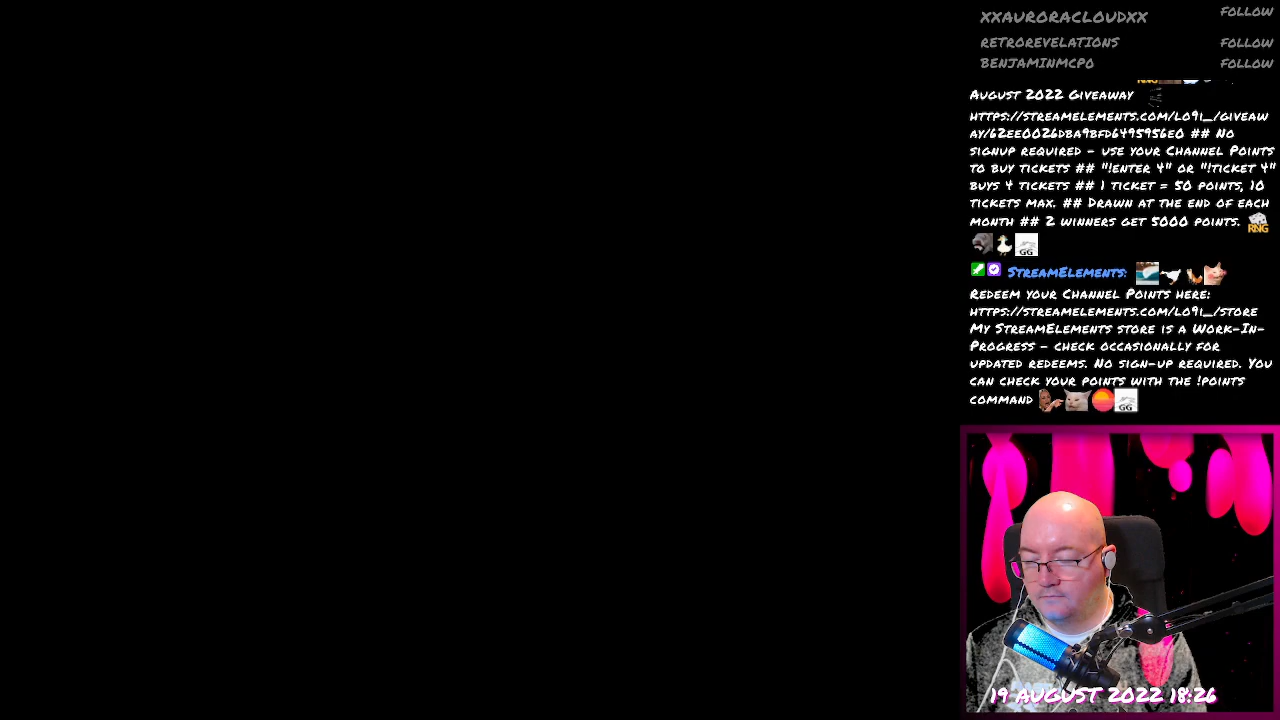 XXAURORACLOUDXX FOLLOW
RETROREVELATIONS FOLLOW
BENJAMINMCPO FOLLOW
August 2022 Giveaway
https://streamelements.com/lo9i_/giveaw
ay/62ee0026dba9bfd6495956e0 ## No
signup required - use your Channel Points
to buy tickets ## "!enter 4" or "!ticket 4"
buys 4 tickets ## 1 ticket = 50 points, 10
tickets max. ## Drawn at the end of each
month ## 2 winners get 5000 points. RNG
GG
StreamElements:
Redeem your Channel Points here:
https://streamelements.com/lo9i_/store
My StreamElements store is a Work-In-
Progress - check occasionally for
updated redeems. No sign-up required. You
can check your points with the !points
command GG
19 AUGUST 2022 18:26